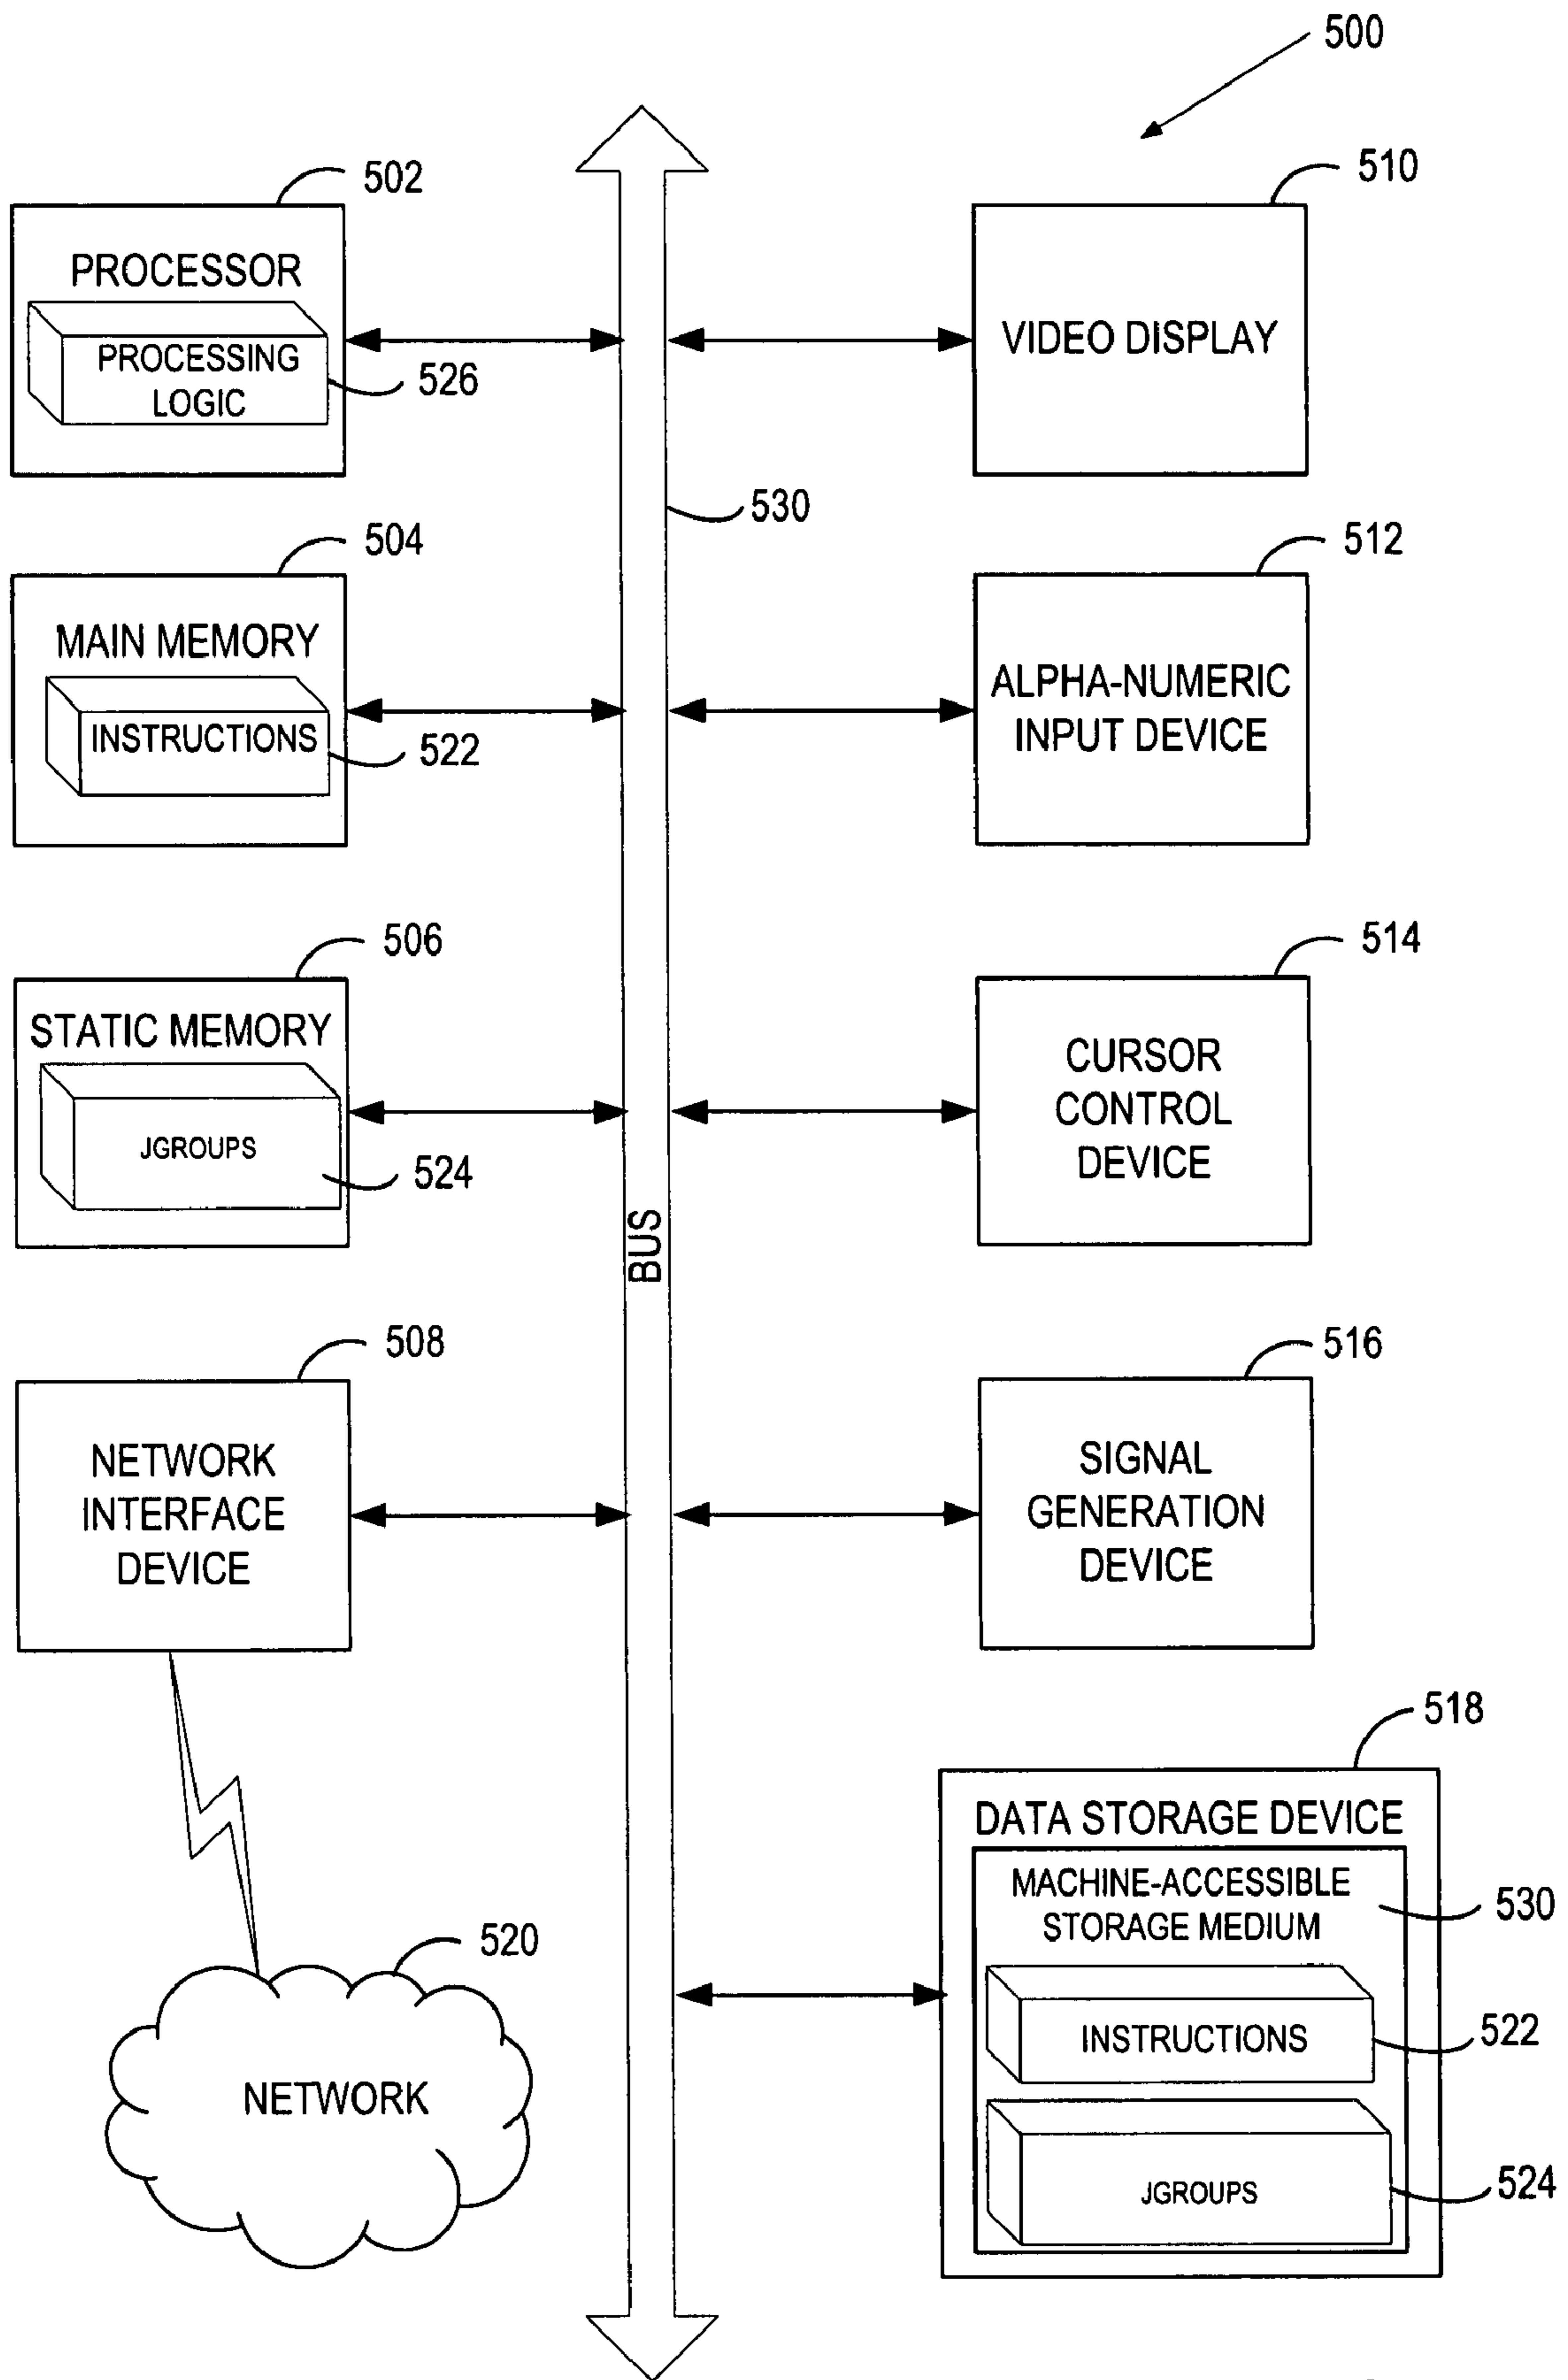 500
502
PROCESSOR
PROCESSING
LOGIC
526
510
VIDEO DISPLAY
530
504
MAIN MEMORY
INSTRUCTIONS
522
512
ALPHA-NUMERIC
INPUT DEVICE
506
STATIC MEMORY
JGROUPS
524
514
CURSOR
CONTROL
DEVICE
BUS
508
NETWORK
INTERFACE
DEVICE
516
SIGNAL
GENERATION
DEVICE
518
DATA STORAGE DEVICE
MACHINE-ACCESSIBLE
STORAGE MEDIUM
530
INSTRUCTIONS
522
JGROUPS
524
520
NETWORK